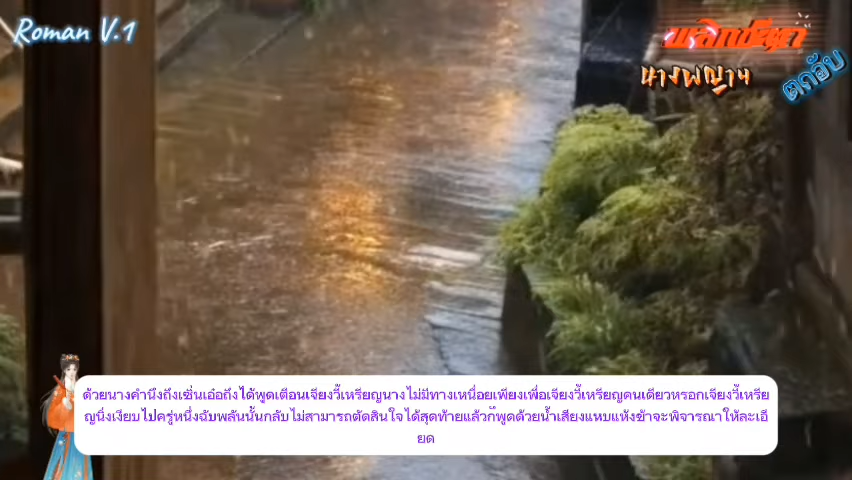 Roman V.1
พลิกชะตา
นางพญามาร
ตกอับ
ด้วยนางคำนึงถึงเซิ่นเอ๋อถึงได้พูดเตือนเจียงวี้เหรียญนางไม่มีทางเหนื่อยเพียงเพื่อเจียงวี้เหรียญคนเดียวหรอกเจียงวี้เหรี
ญนิ่งเงียบไปครู่หนึ่งฉับพลันนั้นกลับไม่สามารถตัดสินใจได้สุดท้ายแล้วก็พูดด้วยน้ำเสียงแหบแห้งข้าจะพิจารณาให้ละเอี
ยด